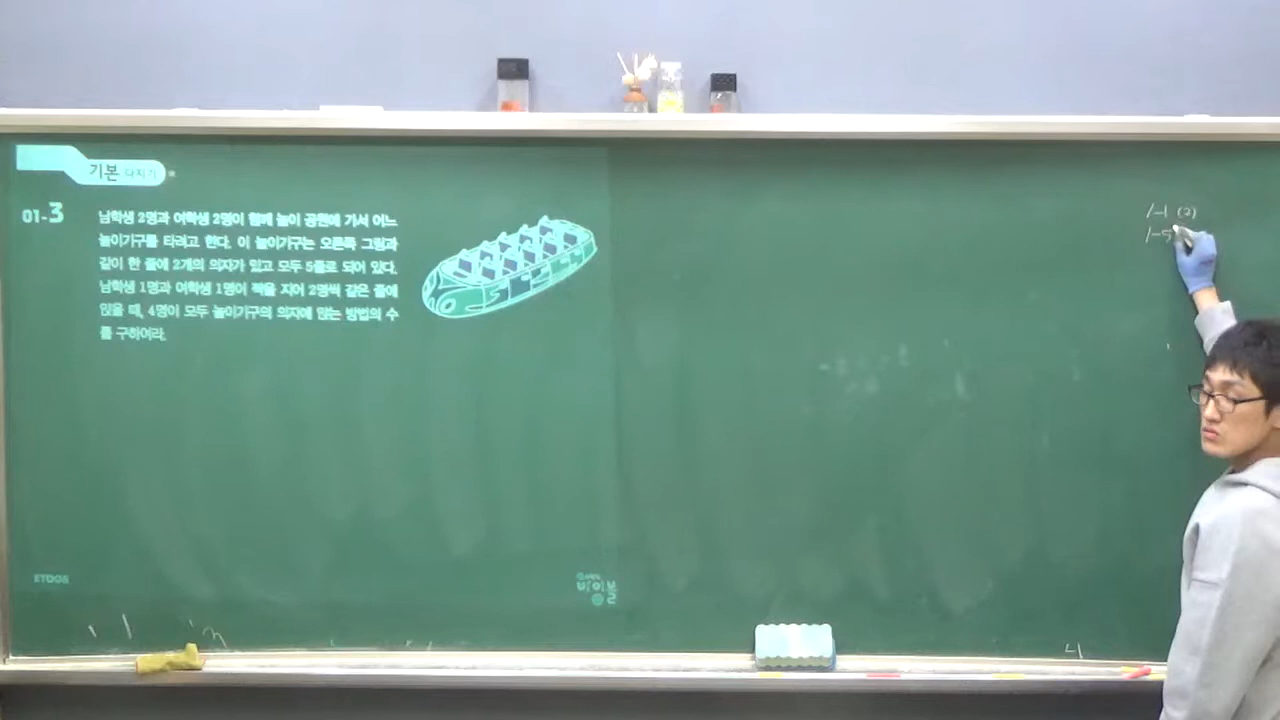 기본 다지기
01-3
남학생 2명과 여학생 2명이 함께 놀이 공원에 가서 어느
놀이기구를 타려고 한다. 이 놀이기구는 오른쪽 그림과
같이 한 줄에 2개의 의자가 있고 모두 5줄로 되어 있다.
남학생 1명과 여학생 1명이 짝을 지어 2명씩 같은 줄에
앉을 때, 4명이 모두 놀이기구의 의자에 앉는 방법의 수
를 구하여라.
1-1 (2)
1-5
ETOOS
4